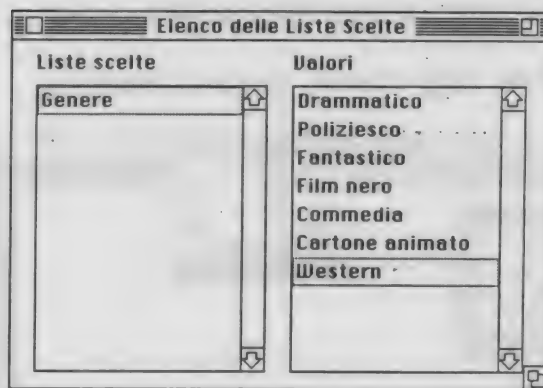 Elenco delle Liste Scelte
Liste scelte
Genere
Valori
Drammatico
Poliziesco
Fantastico
Film nero
Commedia
Cartone animato
Western